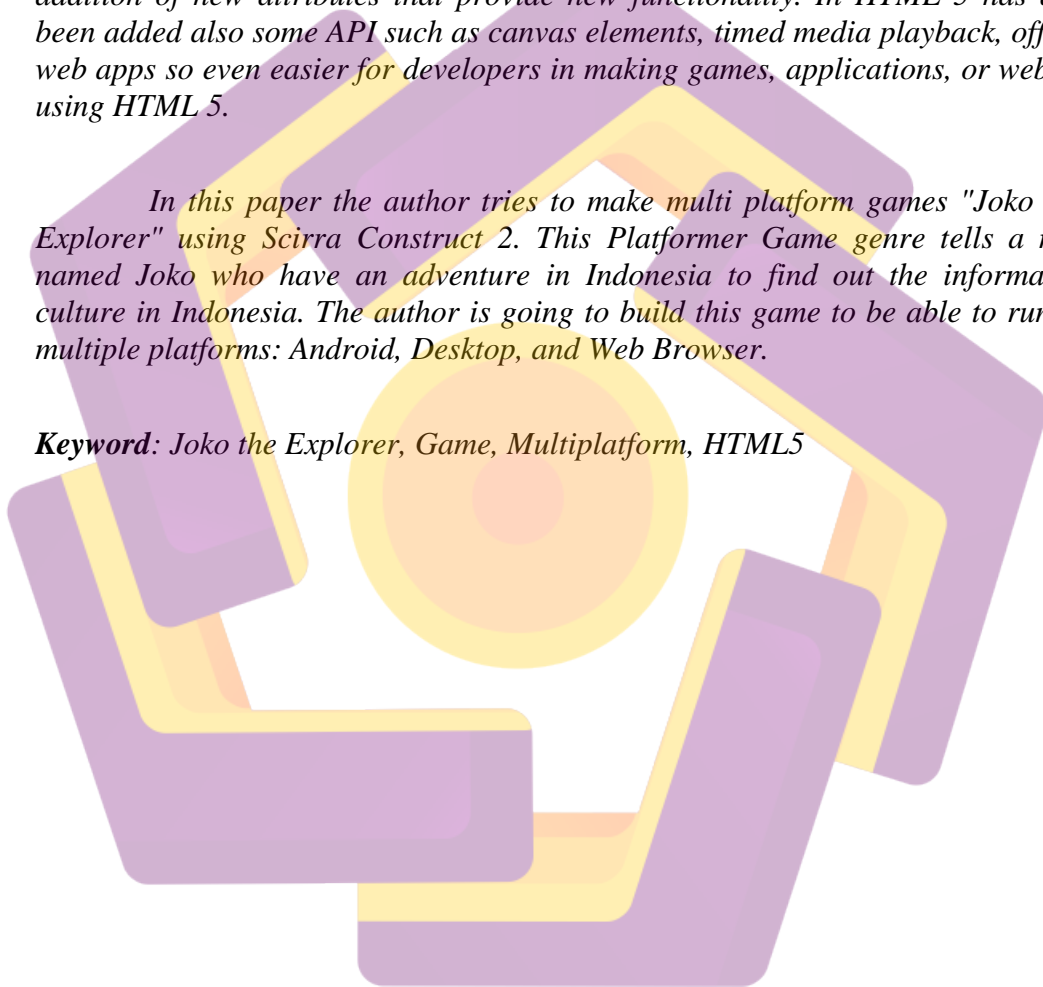 addition of new attributes that provide new functionality. In HTML 5 has
been added also some API such as canvas elements, timed media playback, off
web apps so even easier for developers in making games, applications, or web
using HTML 5.
In this paper the author tries to make multi platform games "Joko
Explorer" using Scirra Construct 2. This Platformer Game genre tells a
named Joko who have an adventure in Indonesia to find out the informa
culture in Indonesia. The author is going to build this game to be able to run
multiple platforms: Android, Desktop, and Web Browser.
Keyword: Joko the Explorer, Game, Multiplatform, HTML5